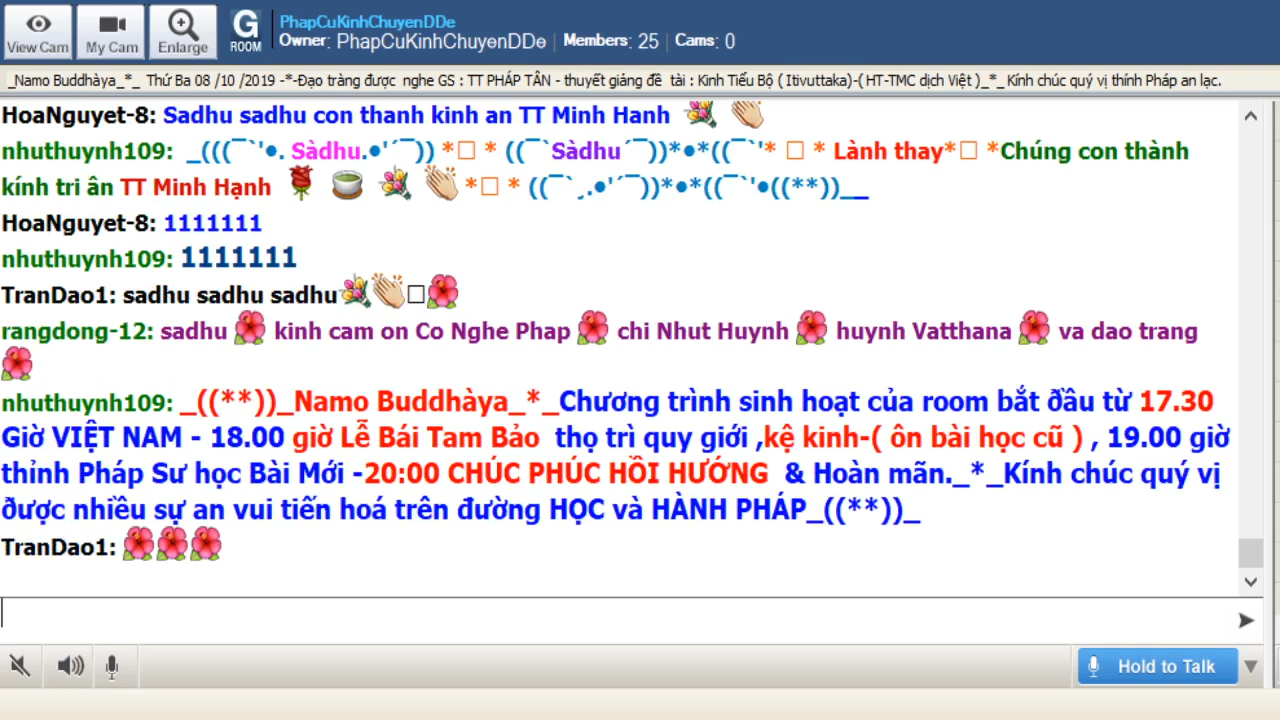 View Cam
My Cam
Enlarge
G
ROOM
PhapCuKinhChuyenDDe
Owner: PhapCuKinhChuyenDDe | Members: 25 | Cams: 0
_Namo Buddhàya_*_ Thứ Ba 08 /10 /2019 -*-Đạo tràng được nghe GS : TT PHÁP TÂN - thuyết giảng đề tài : Kinh Tiểu Bộ ( Itivuttaka)-( HT-TMC dịch Việt )_*_Kính chúc quý vị thính Pháp an lạc.
HoaNguyet-8: Sadhu sadhu con thanh kinh an TT Minh Hanh
nhuthuynh109: _(((¯`'●. Sàdhu.●'´¯)) *□ * ((¯`Sàdhu´¯))*●*((¯`'* □ * Lành thay*□ *Chúng con thành
kính tri ân TT Minh Hạnh *□ * ((¯`¸.●'´¯))*●*((¯`'●((**))__
HoaNguyet-8: 1111111
nhuthuynh109: 1111111
TranDao1: sadhu sadhu sadhu □
rangdong-12: sadhu kinh cam on Co Nghe Phap chi Nhut Huynh huynh Vatthana va dao trang
nhuthuynh109: _((**))_Namo Buddhàya_*_Chương trình sinh hoạt của room bắt ðầu từ 17.30
Giờ VIỆT NAM - 18.00 giờ Lễ Bái Tam Bảo thọ trì quy giới ,kệ kinh-( ôn bài học cũ ) , 19.00 giờ
thỉnh Pháp Sư học Bài Mới -20:00 CHÚC PHÚC HỒI HƯỚNG & Hoàn mãn._*_Kính chúc quý vị
ðược nhiều sự an vui tiến hoá trên đường HỌC và HÀNH PHÁP_((**))_
TranDao1:
Hold to Talk